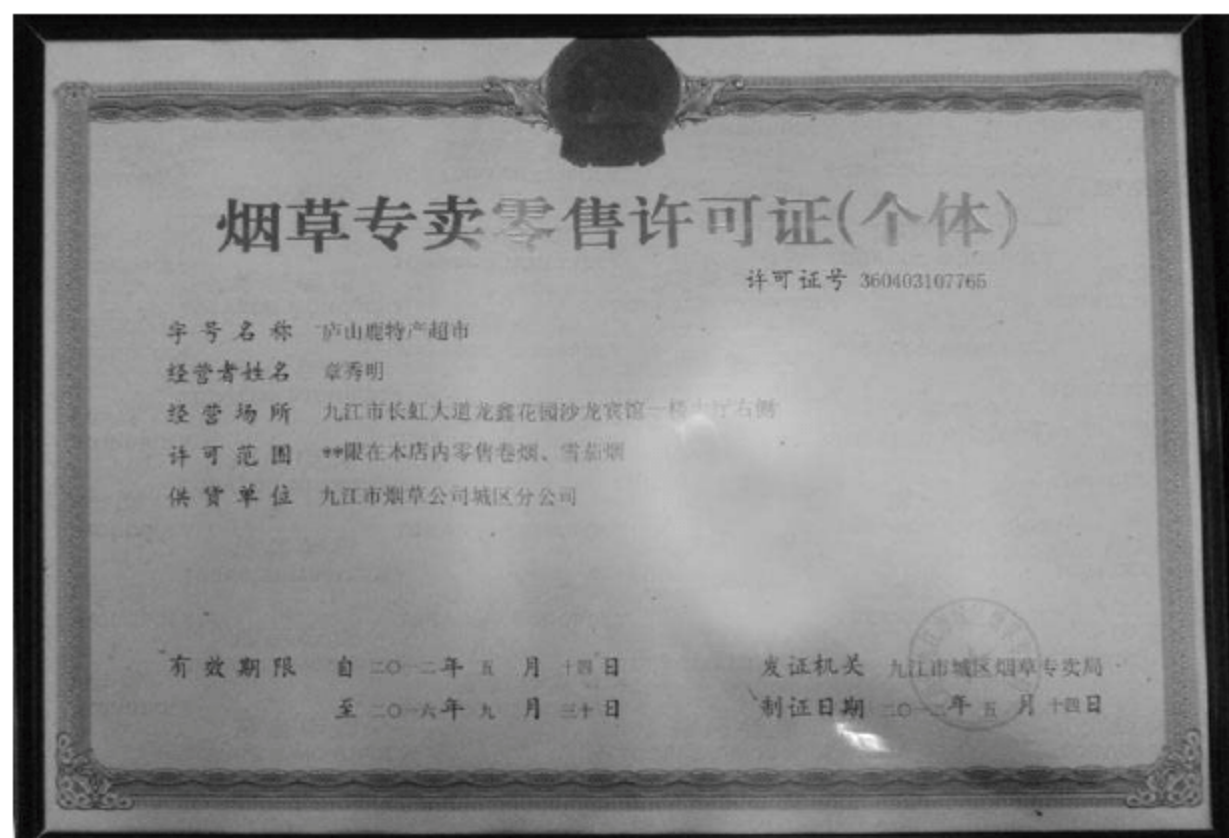 烟草专卖零售许可证(个体)
许可证号 360403107765
字号名称 庐山鹿特产超市
经营者姓名 章秀明
经营场所 九江市长虹大道龙鑫花园沙龙宾馆一楼大厅右侧
许可范围 **限在本店内零售卷烟、雪茄烟
供货单位 九江市烟草公司城区分公司
有效期限 自 二〇一二年 五 月 十四日 发证机关 九江市城区烟草专卖局
至 二〇一六年 九 月 三十日 制证日期 二〇一二年 五 月 十四日